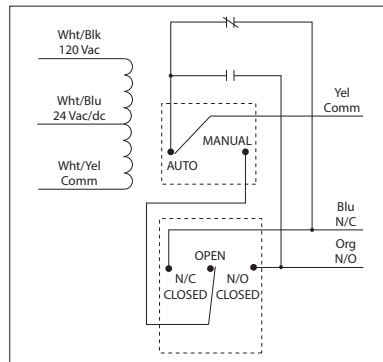 Wht/Blk
120 Vac
Wht/Blu
24 Vac/dc
Wht/Yel
Comm
Yel
Comm
MANUAL
AUTO
Blu
N/C
Org
N/O
OPEN
N/C
CLOSED
N/O
CLOSED